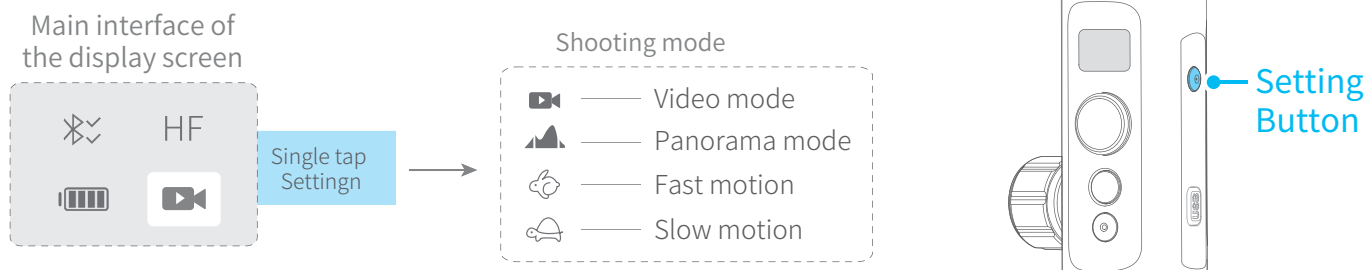 Main interface of
the display screen
HF
Single tap
Settingn
Shooting mode
Video mode
Panorama mode
Fast motion
Slow motion
USB
Setting
Button